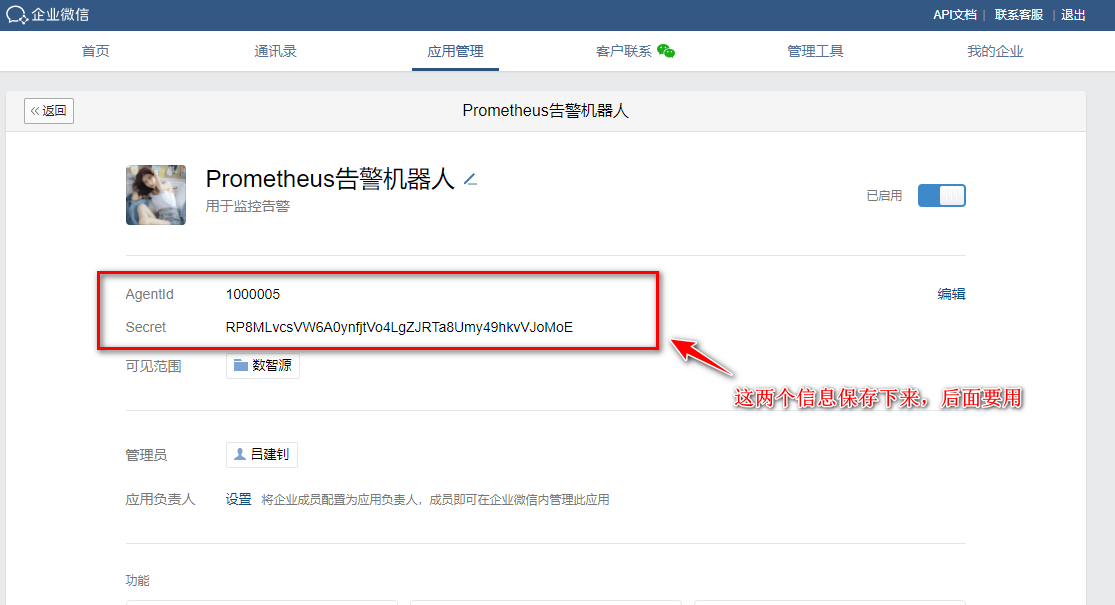 企业微信
API文档 | 联系客服 | 退出
首页 通讯录 应用管理 客户联系 管理工具 我的企业
<<返回 Prometheus告警机器人
Prometheus告警机器人
用于监控告警
已启用
AgentId 1000005 编辑
Secret RP8MLvcsVW6A0ynfjtVo4LgZJRTa8Umy49hkvVJoMoE
可见范围 数智源
这两个信息保存下来，后面要用
管理员 吕建钊
应用负责人 设置 将企业成员配置为应用负责人，成员即可在企业微信内管理此应用
功能